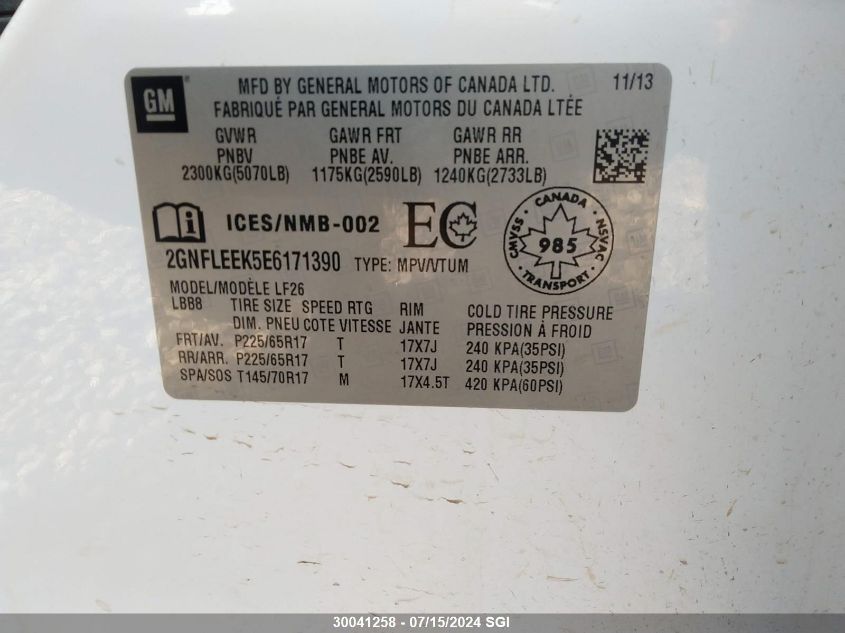 GM
MFD BY GENERAL MOTORS OF CANADA LTD. 11/13
FABRIQUÉ PAR GENERAL MOTORS DU CANADA LTÉE
GVWR GAWR FRT GAWR RR
PNBV PNBE AV. PNBE ARR.
2300KG(5070LB) 1175KG(2590LB) 1240KG(2733LB)
ICES/NMB-002 EC
CANADA
CMVSS 985 NSVAC
TRANSPORT
2GNFLEEK5E6171390 TYPE: MPV/VTUM
MODEL/MODÈLE LF26
LBB8 TIRE SIZE SPEED RTG RIM COLD TIRE PRESSURE
DIM. PNEU COTE VITESSE JANTE PRESSION À FROID
FRT/AV. P225/65R17 T 17X7J 240 KPA(35PSI)
RR/ARR. P225/65R17 T 17X7J 240 KPA(35PSI)
SPA/SOS T145/70R17 M 17X4.5T 420 KPA(60PSI)
30041258 - 07/15/2024 SGI